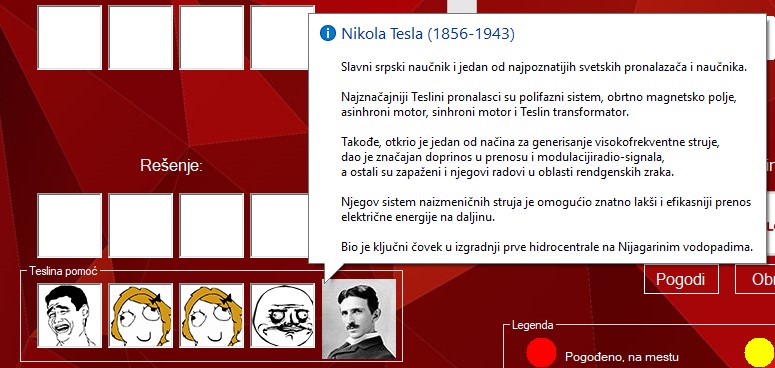 Nikola Tesla (1856-1943)
Slavni srpski naučnik i jedan od najpoznatijih svetskih pronalazača i naučnika.
Najznačajniji Teslini pronalasci su polifazni sistem, obrtno magnetsko polje,
asinhroni motor, sinhroni motor i Teslin transformator.
Takođe, otkrio je jedan od načina za generisanje visokofrekventne struje,
dao je značajan doprinos u prenosu i modulacijiradio-signala,
a ostali su zapaženi i njegovi radovi u oblasti rendgenskih zraka.
Njegov sistem naizmeničnih struja je omogućio znatno lakši i efikasniji prenos
električne energije na daljinu.
Bio je ključni čovek u izgradnji prve hidrocentrale na Nijagarinim vodopadima.
Rešenje:
Teslina pomoć
Pogodi
Legenda
Pogođeno, na mestu